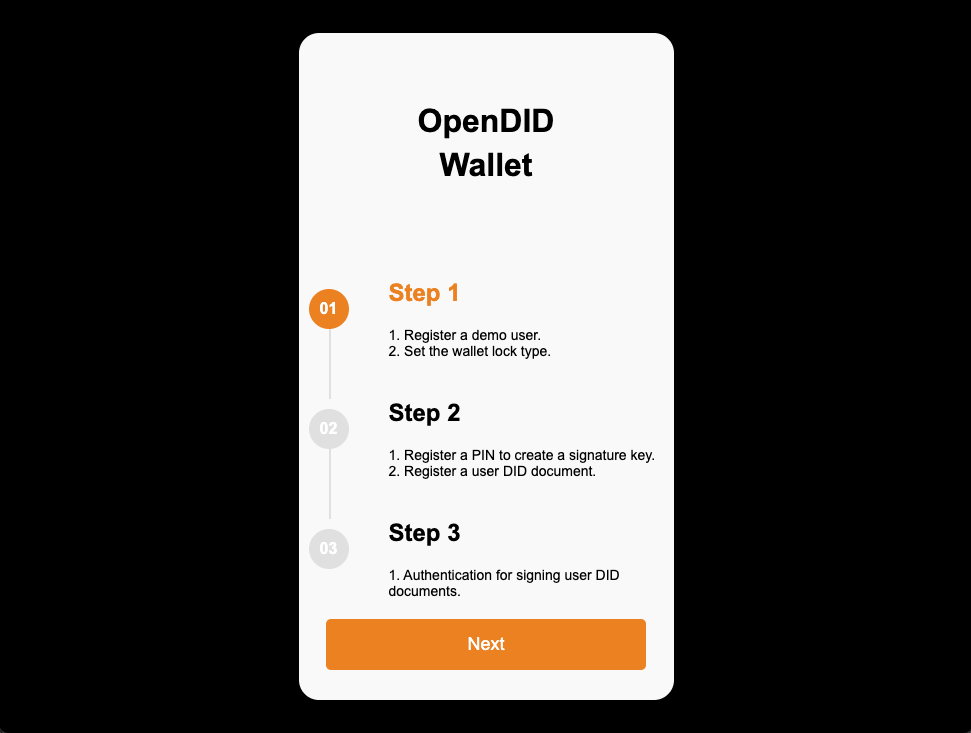 OpenDID
Wallet
01
Step 1
1. Register a demo user.
2. Set the wallet lock type.
02
Step 2
1. Register a PIN to create a signature key.
2. Register a user DID document.
03
Step 3
1. Authentication for signing user DID
documents.
Next